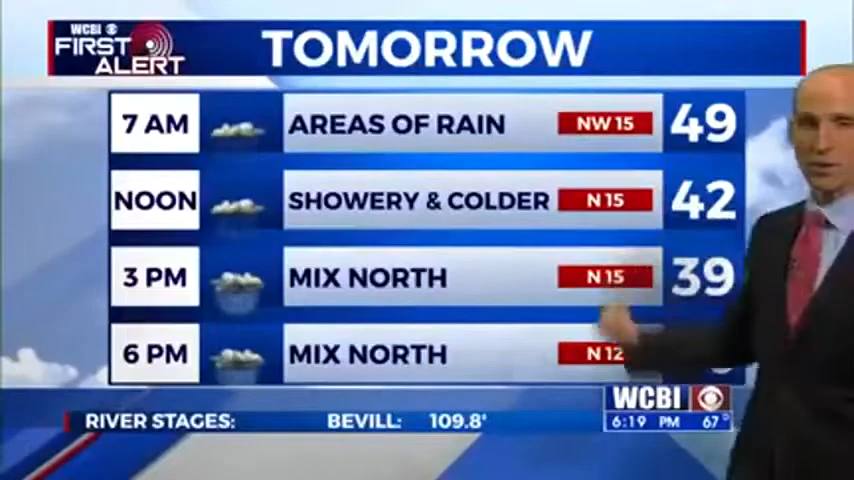 WCBI
FIRST
ALERT
TOMORROW
7 AM AREAS OF RAIN NW 15 49
NOON SHOWERY & COLDER N 15 42
3 PM MIX NORTH N 15 39
6 PM MIX NORTH N 12
RIVER STAGES: BEVILL: 109.8'
WCBI
6:19 PM 67°